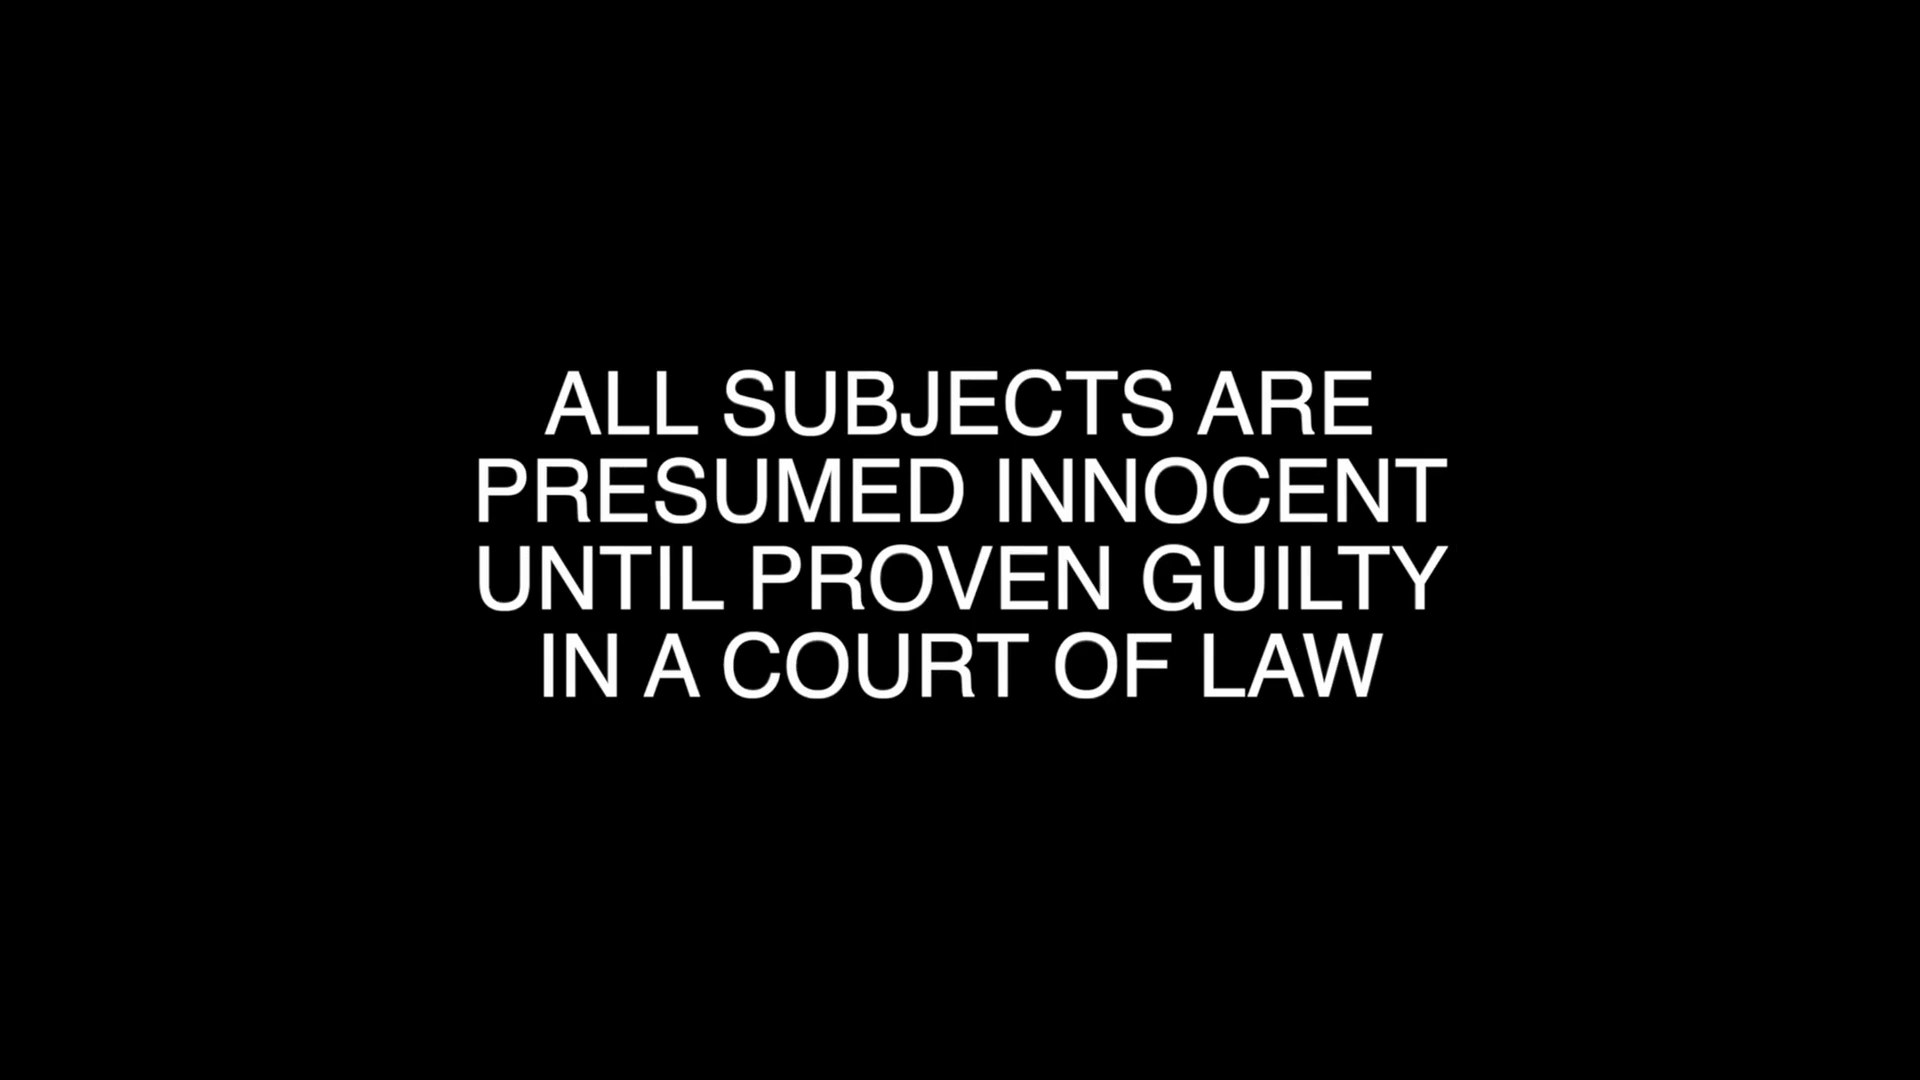 ALL SUBJECTS ARE
PRESUMED INNOCENT
UNTIL PROVEN GUILTY
IN A COURT OF LAW